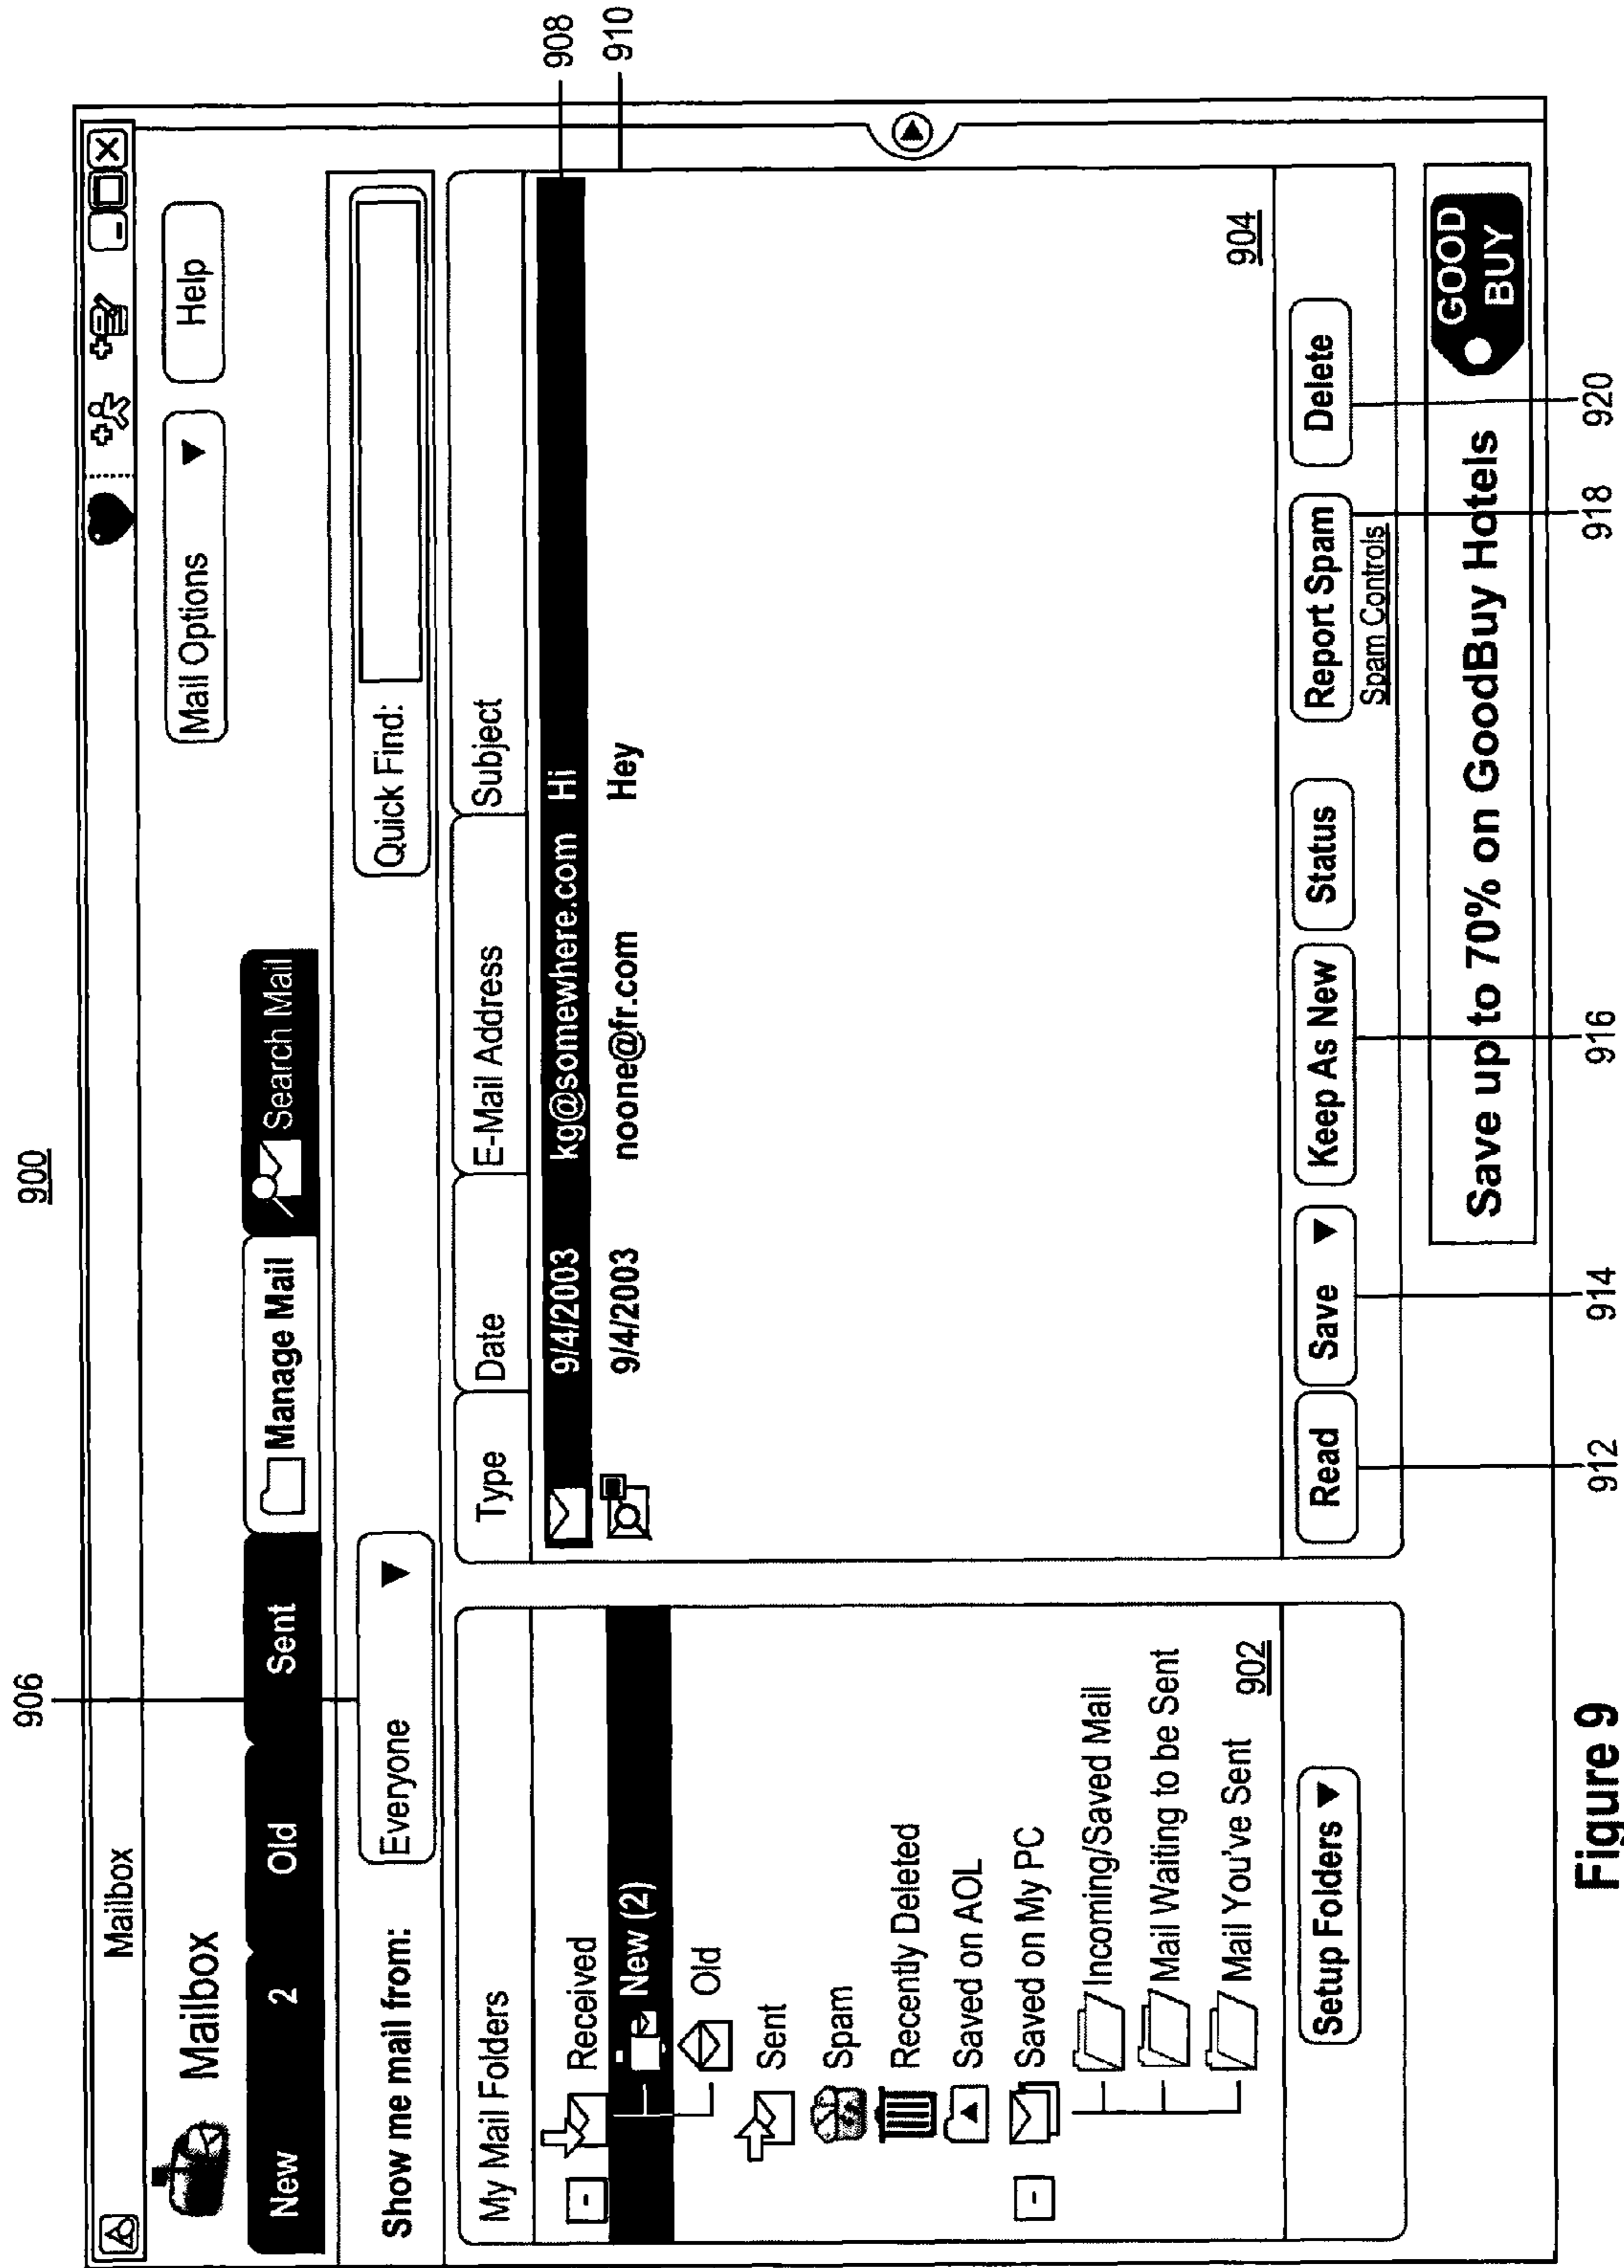 900
906
Mailbox
Mailbox
Mail Options ▼ Help
New 2 Old Sent Manage Mail Search Mail
Show me mail from: Everyone ▼ Quick Find:
My Mail Folders
Received
New (2)
Old
Sent
Spam
Recently Deleted
Saved on AOL
Saved on My PC
Incoming/Saved Mail
Mail Waiting to be Sent
Mail You've Sent
902
Setup Folders ▼
Type Date E-Mail Address Subject
9/4/2003 kg@somewhere.com Hi 908
9/4/2003 noone@fr.com Hey 910
904
Read Save ▼ Keep As New Status Report Spam Delete
Spam Controls
Save up to 70% on GoodBuy Hotels
GOOD
BUY
912 914 916 918 920
Figure 9